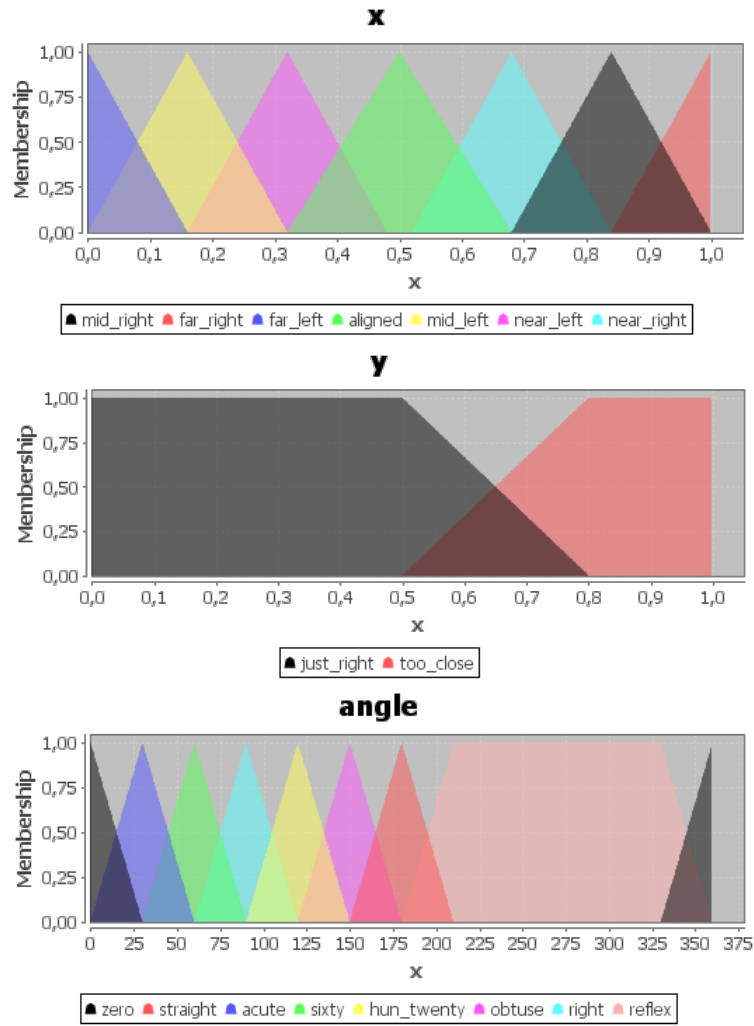 x
Membership
1,00
0,75
0,50
0,25
0,00
0,0 0,1 0,2 0,3 0,4 0,5 0,6 0,7 0,8 0,9 1,0
x
mid_right far_right far_left aligned mid_left near_left near_right
y
Membership
1,00
0,75
0,50
0,25
0,00
0,0 0,1 0,2 0,3 0,4 0,5 0,6 0,7 0,8 0,9 1,0
x
just_right too_close
angle
Membership
1,00
0,75
0,50
0,25
0,00
0 25 50 75 100 125 150 175 200 225 250 275 300 325 350 375
x
zero straight acute sixty hun_twenty obtuse right reflex